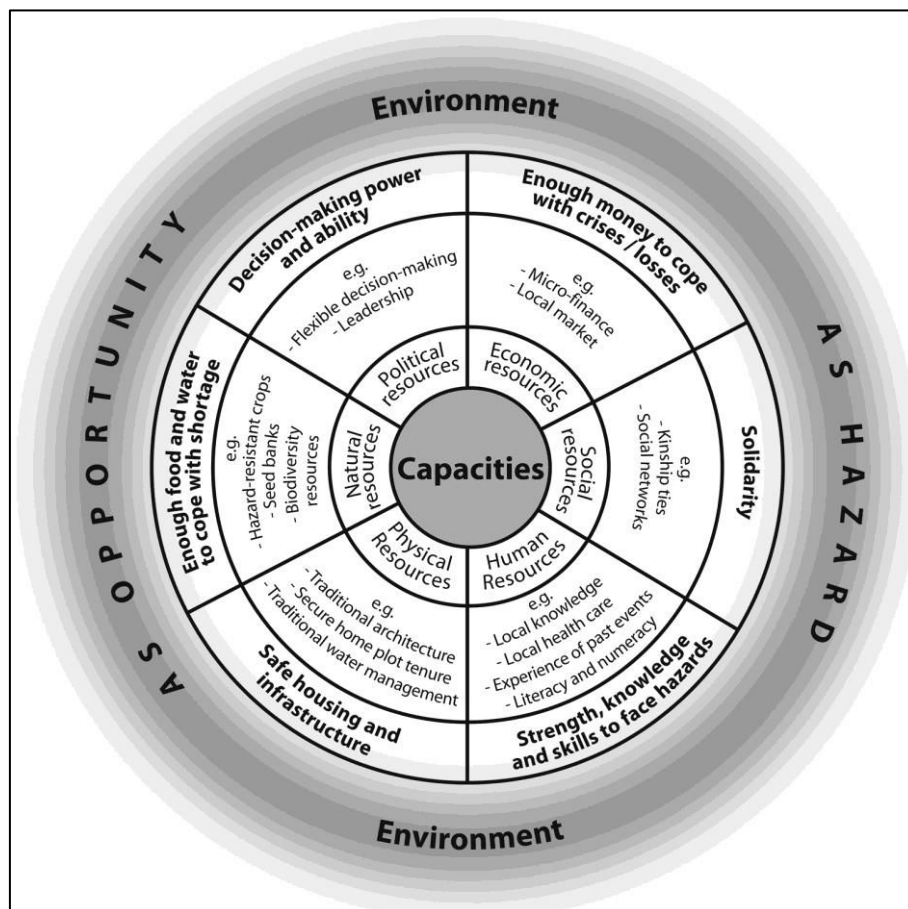 Environment
AS OPPORTUNITY
AS HAZARD
Environment
Decision-making power
and ability
e.g.
- Flexible decision-making
- Leadership
Political
resources
Enough money to cope
with crises / losses
e.g.
- Micro-finance
- Local market
Economic
resources
Solidarity
e.g.
- Kinship ties
- Social networks
Social
resources
Strength, knowledge
and skills to face hazards
e.g.
- Local knowledge
- Local health care
- Experience of past events
- Literacy and numeracy
Human
Resources
Safe housing and
infrastructure
e.g.
- Traditional architecture
- Secure home plot tenure
- Traditional water management
Physical
Resources
Enough food and water
to cope with shortage
e.g.
- Hazard-resistant crops
- Seed banks
- Biodiversity
resources
Natural
resources
Capacities